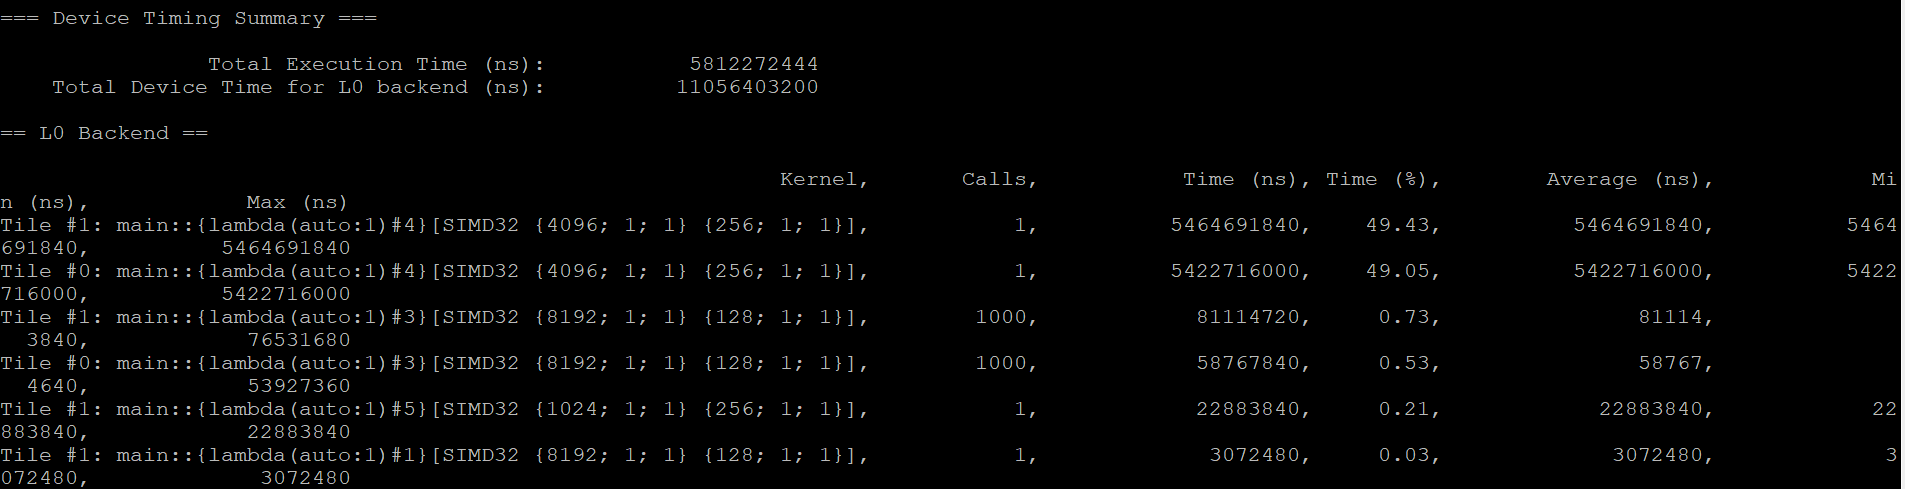 === Device Timing Summary ===
Total Execution Time (ns): 5812272444
Total Device Time for L0 backend (ns): 11056403200
== L0 Backend ==
Kernel, Calls, Time (ns), Time (%), Average (ns), Mi
n (ns), Max (ns)
Tile #1: main::{lambda(auto:1)#4}[SIMD32 {4096; 1; 1} {256; 1; 1}], 1, 5464691840, 49.43, 5464691840, 5464
691840, 5464691840
Tile #0: main::{lambda(auto:1)#4}[SIMD32 {4096; 1; 1} {256; 1; 1}], 1, 5422716000, 49.05, 5422716000, 5422
716000, 5422716000
Tile #1: main::{lambda(auto:1)#3}[SIMD32 {8192; 1; 1} {128; 1; 1}], 1000, 81114720, 0.73, 81114,
3840, 76531680
Tile #0: main::{lambda(auto:1)#3}[SIMD32 {8192; 1; 1} {128; 1; 1}], 1000, 58767840, 0.53, 58767,
4640, 53927360
Tile #1: main::{lambda(auto:1)#5}[SIMD32 {1024; 1; 1} {256; 1; 1}], 1, 22883840, 0.21, 22883840, 22
883840, 22883840
Tile #1: main::{lambda(auto:1)#1}[SIMD32 {8192; 1; 1} {128; 1; 1}], 1, 3072480, 0.03, 3072480, 3
072480, 3072480